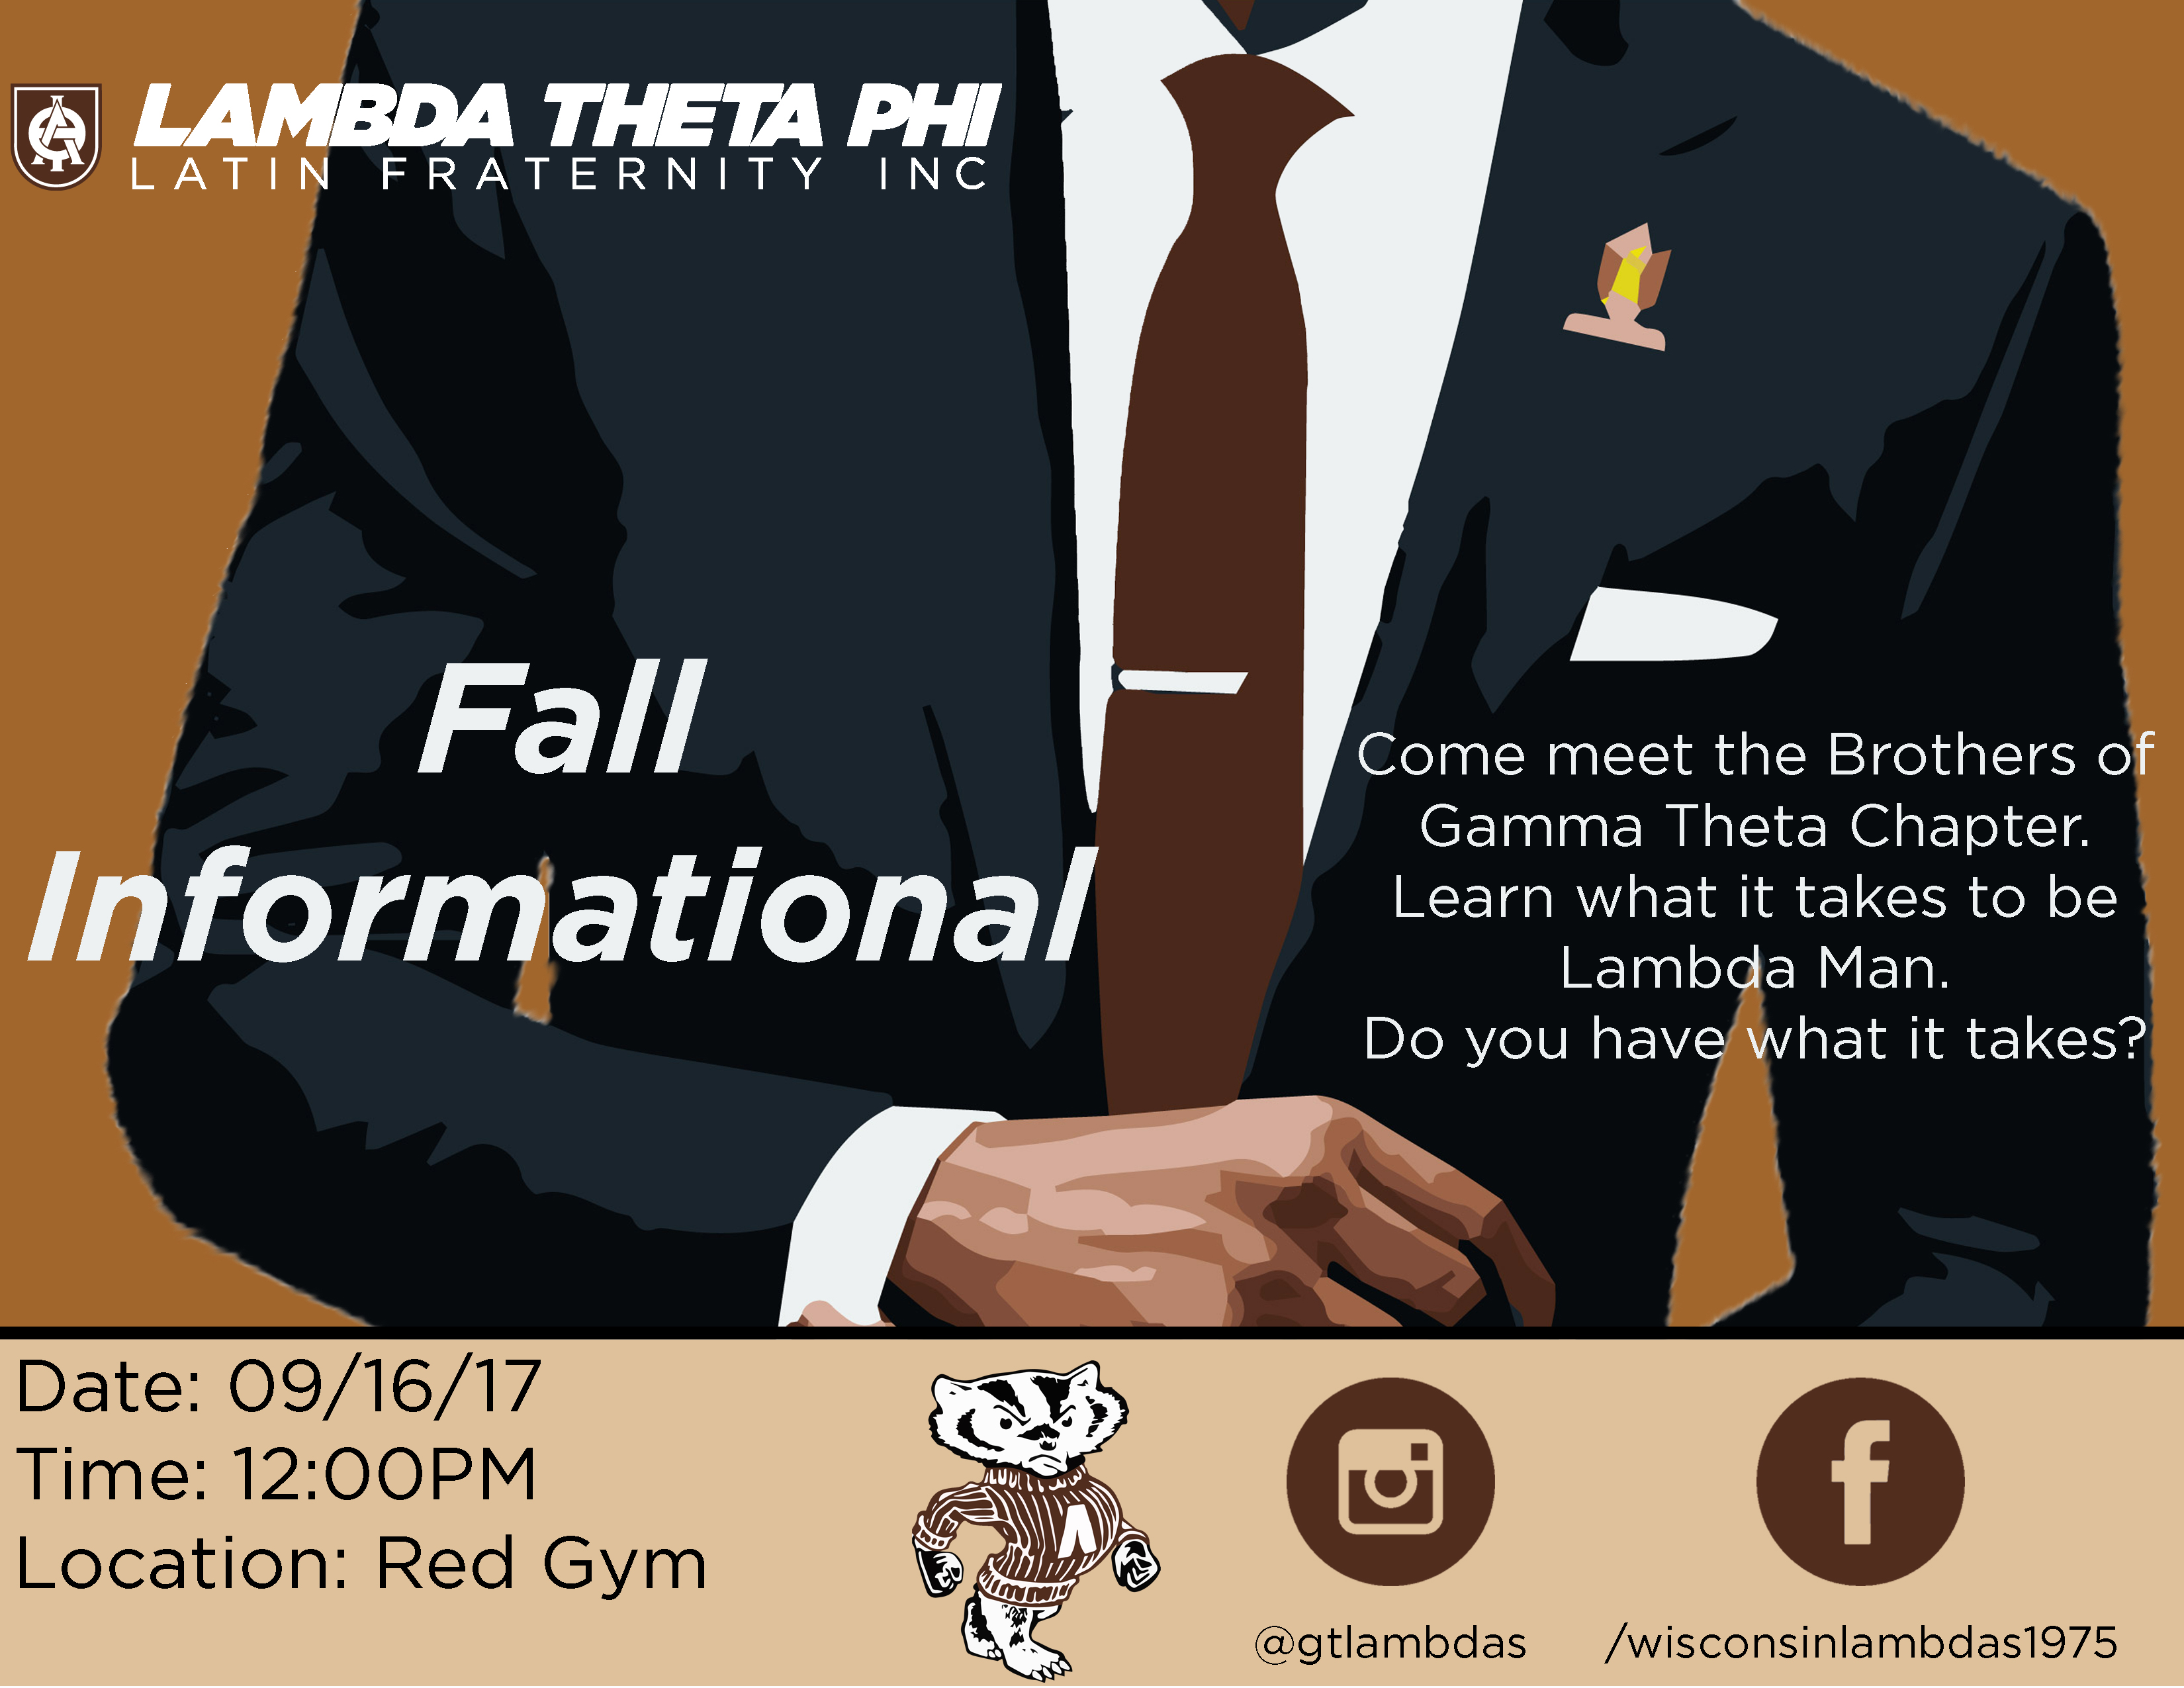 LAMBDA THETA PHI
LATIN FRATERNITY INC
Fall
Informational
Come meet the Brothers of
Gamma Theta Chapter.
Learn what it takes to be
Lambda Man.
Do you have what it takes?
Date: 09/16/17
Time: 12:00PM
Location: Red Gym
@gtlambdas
/wisconsinlambdas1975